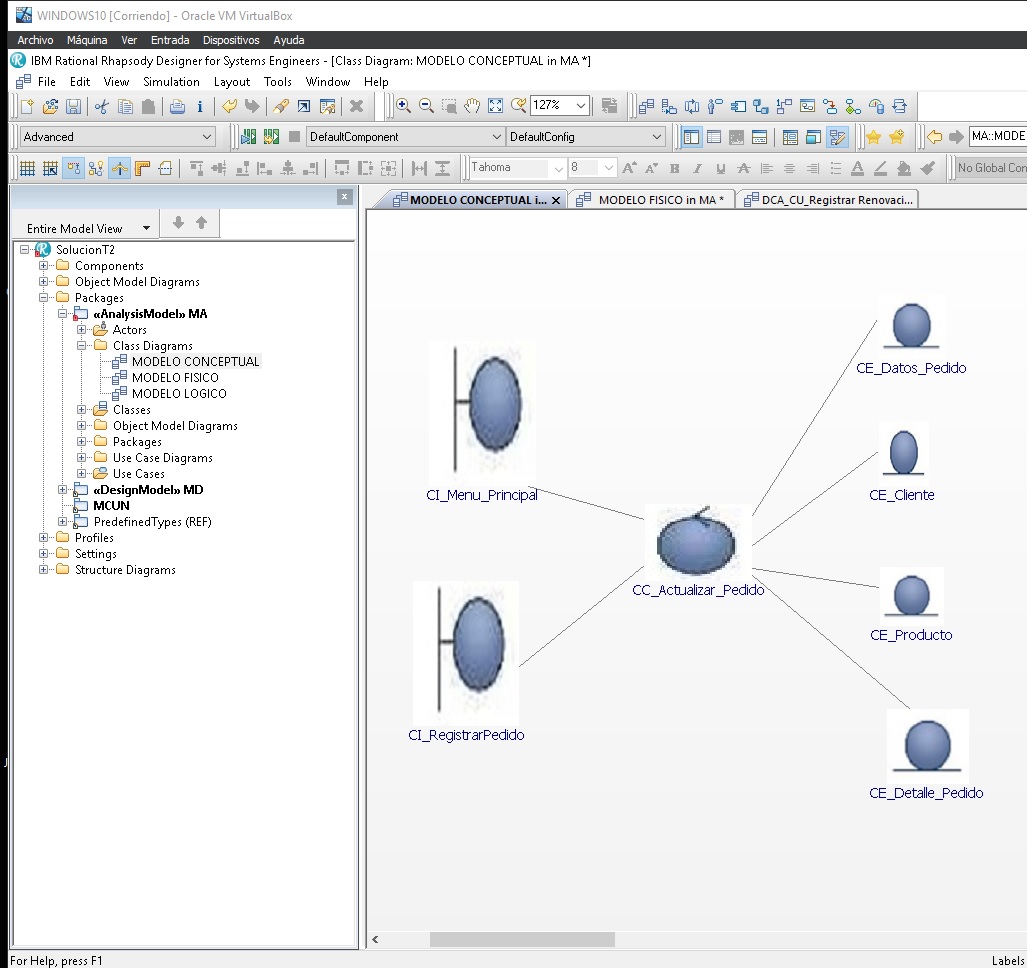 WINDOWS10 [Corriendo] - Oracle VM VirtualBox
Archivo Máquina Ver Entrada Dispositivos Ayuda
IBM Rational Rhapsody Designer for Systems Engineers - [Class Diagram: MODELO CONCEPTUAL in MA *]
File Edit View Simulation Layout Tools Window Help
127%
Advanced DefaultComponent DefaultConfig MA::MODE
Tahoma 8 No Global Con
MODELO CONCEPTUAL i... MODELO FISICO in MA * DCA_CU_Registrar Renovaci...
Entire Model View
SolucionT2
Components
Object Model Diagrams
Packages
«AnalysisModel» MA
Actors
Class Diagrams
MODELO CONCEPTUAL
MODELO FISICO
MODELO LOGICO
Classes
Object Model Diagrams
Packages
Use Case Diagrams
Use Cases
«DesignModel» MD
MCUN
PredefinedTypes (REF)
Profiles
Settings
Structure Diagrams
CE_Datos_Pedido
CI_Menu_Principal
CE_Cliente
CC_Actualizar_Pedido
CE_Producto
CI_RegistrarPedido
CE_Detalle_Pedido
For Help, press F1 Labels